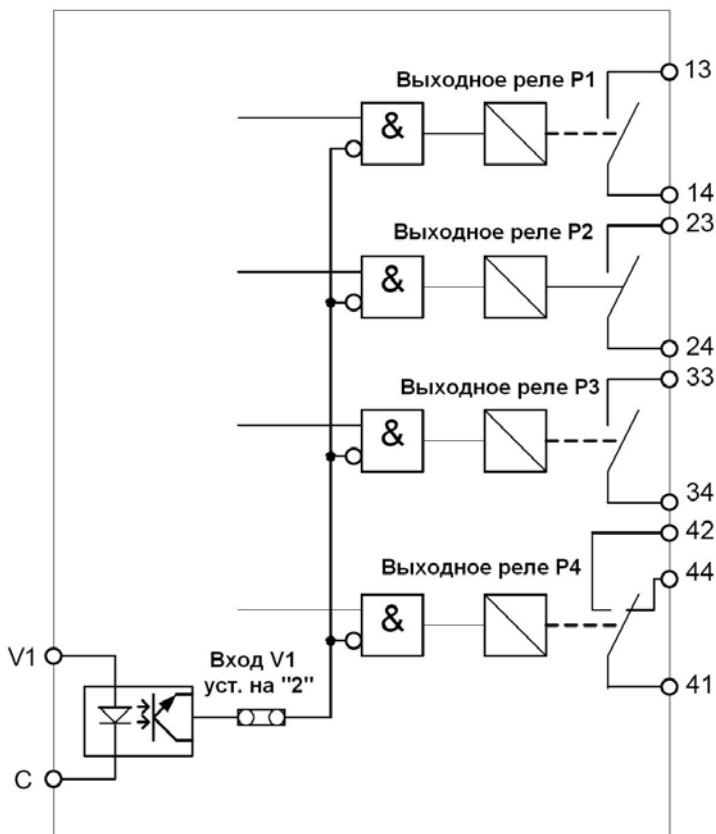 Выходное реле P1
13
&
14
Выходное реле P2
23
&
24
Выходное реле P3
33
&
34
42
Выходное реле P4
44
&
V1
Вход V1
уст. на "2"
41
C